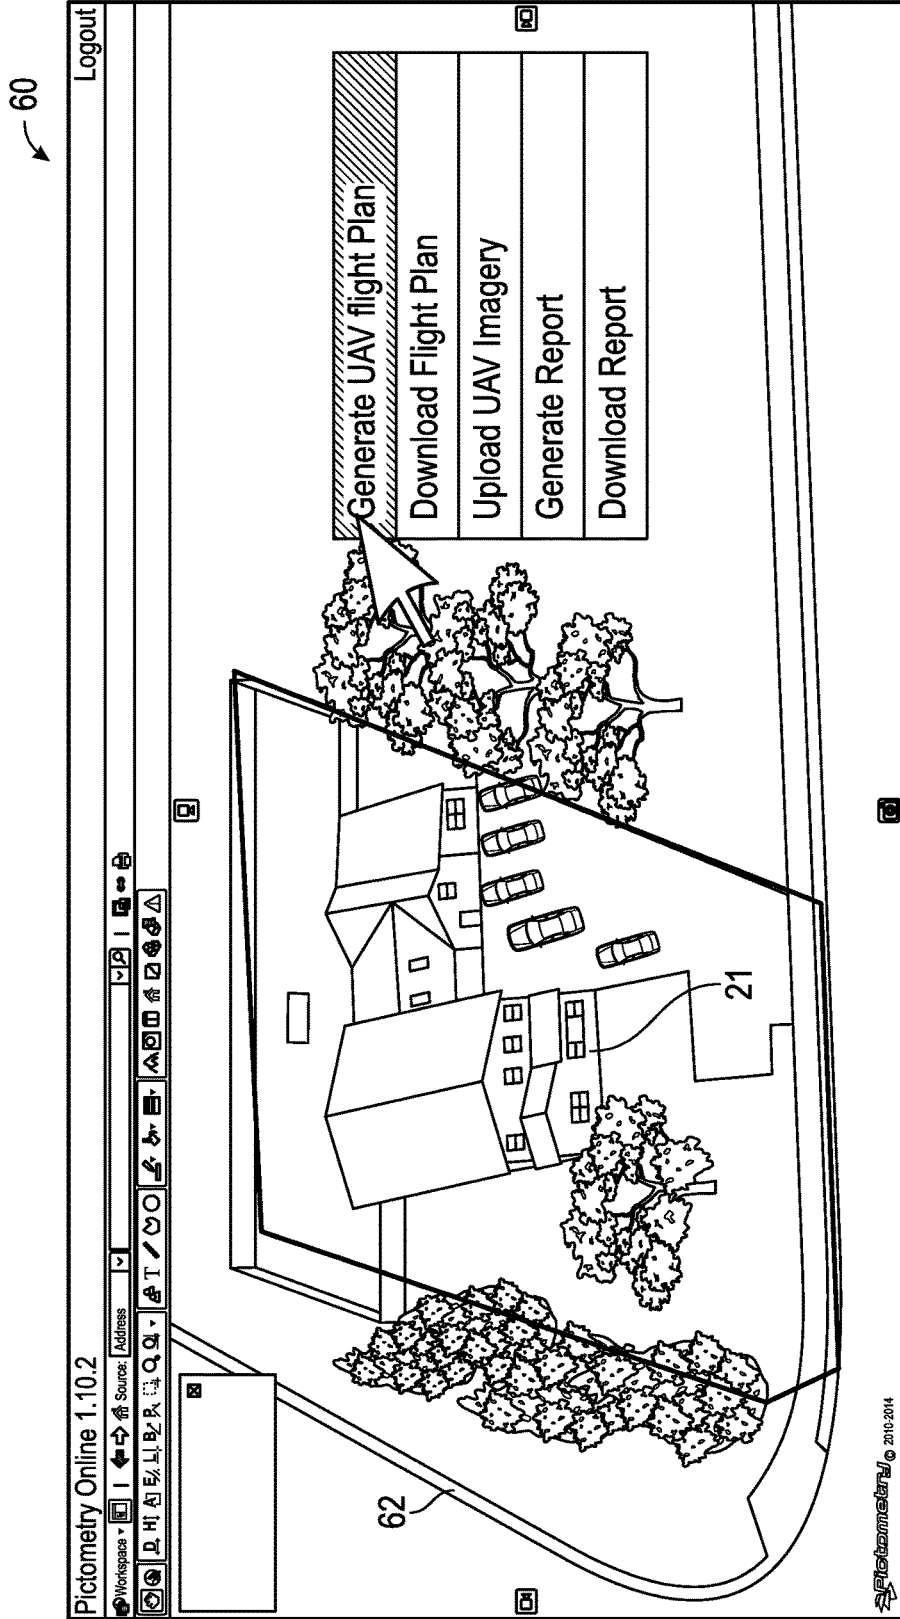 60
Pictometry Online 1.10.2
Logout
Workspace
Source: Address
T
Generate UAV flight Plan
Download Flight Plan
Upload UAV Imagery
Generate Report
Download Report
21
62
Pictometry © 2010-2014